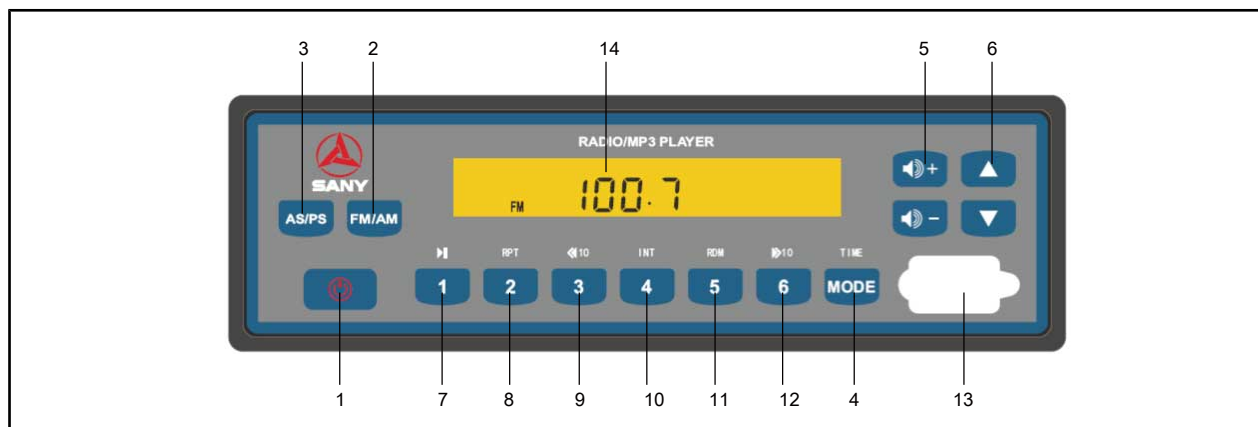 3 2 14 5 6
RADIO/MP3 PLAYER
SANY
FM 100.7
AS/PS FM/AM
+
−
RPT 10 INT RDM 10 TIME
1 2 3 4 5 6 MODE
1 7 8 9 10 11 12 4 13